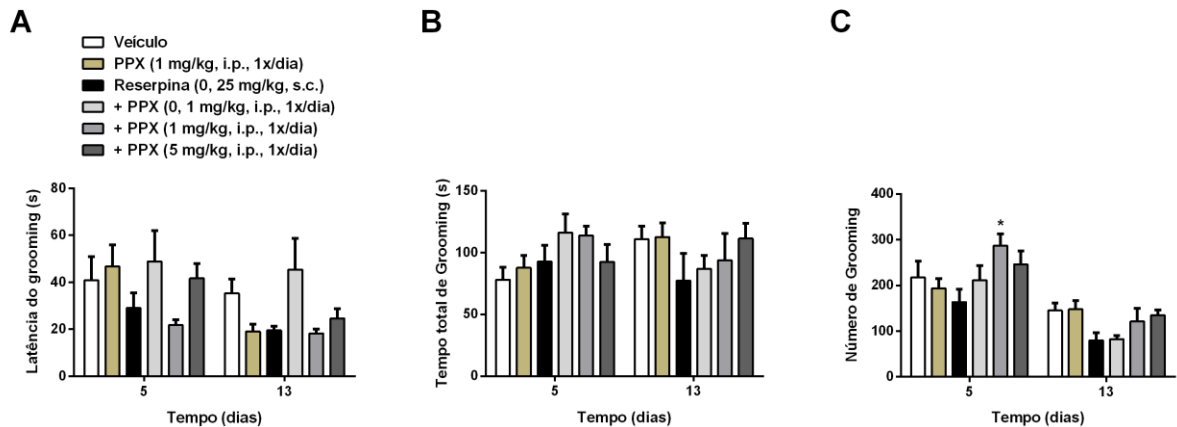 A
Veículo
PPX (1 mg/kg, i.p., 1x/dia)
Reserpina (0, 25 mg/kg, s.c.)
+ PPX (0, 1 mg/kg, i.p., 1x/dia)
+ PPX (1 mg/kg, i.p., 1x/dia)
+ PPX (5 mg/kg, i.p., 1x/dia)
Latência do grooming (s)
80
60
40
20
0
5 13
Tempo (dias)
B
Tempo total de Grooming (s)
150
100
50
0
5 13
Tempo (dias)
C
Número de Grooming
400
300
200
100
0
*
5 13
Tempo (dias)